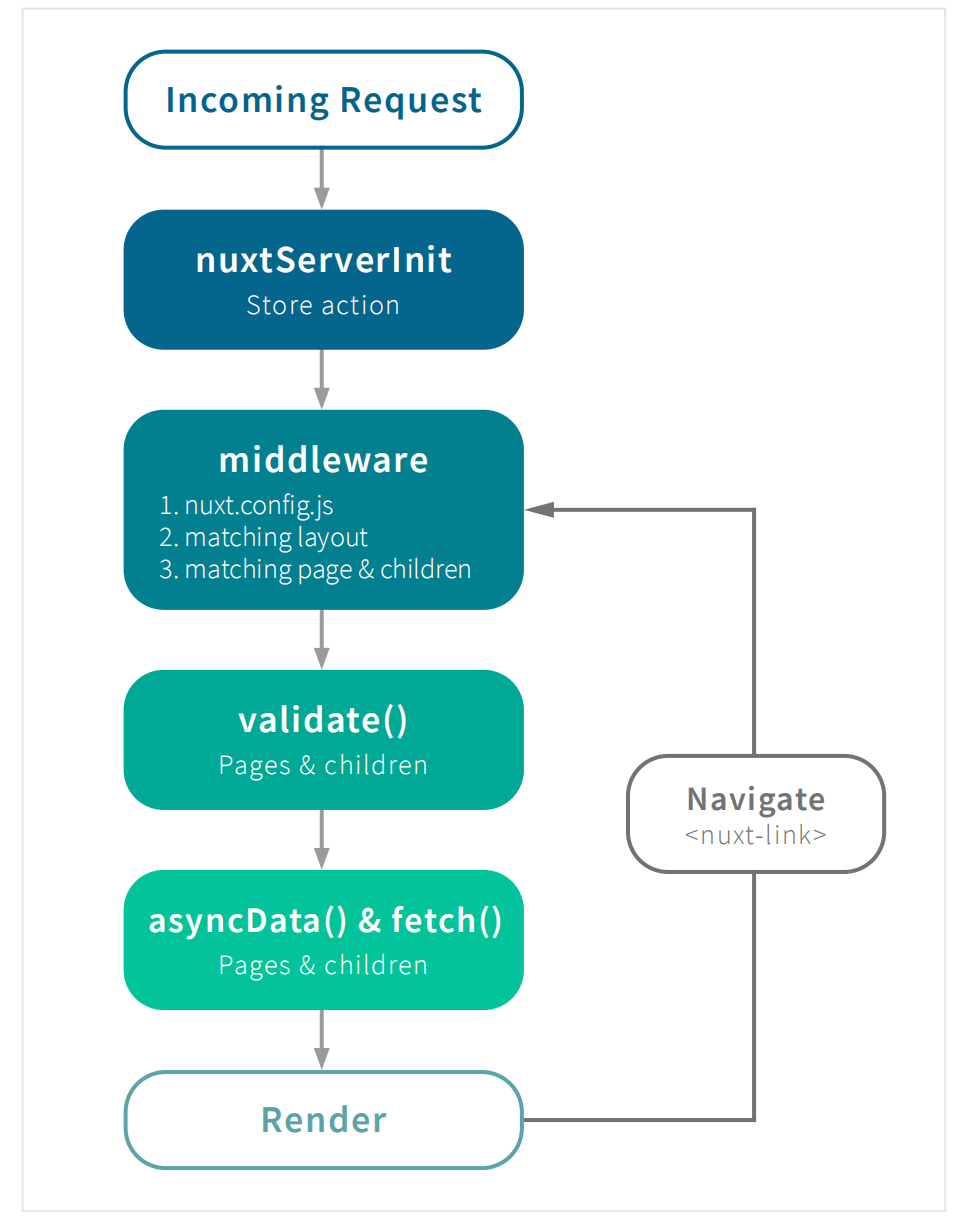 Incoming Request
nuxtServerInit
Store action
middleware
1. nuxt.config.js
2. matching layout
3. matching page & children
validate()
Pages & children
Navigate
<nuxt-link>
asyncData() & fetch()
Pages & children
Render